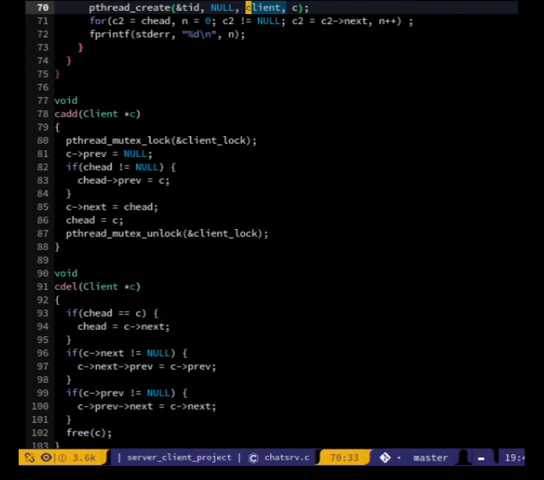 70 pthread_create(&tid, NULL, client, c);
71 for(c2 = chead, n = 0; c2 != NULL; c2 = c2->next, n++) ;
72 fprintf(stderr, "%d\n", n);
73 }
74 }
75 }
76
77 void
78 cadd(Client *c)
79 {
80 pthread_mutex_lock(&client_lock);
81 c->prev = NULL;
82 if(chead != NULL) {
83 chead->prev = c;
84 }
85 c->next = chead;
86 chead = c;
87 pthread_mutex_unlock(&client_lock);
88 }
89
90 void
91 cdel(Client *c)
92 {
93 if(chead == c) {
94 chead = c->next;
95 }
96 if(c->next != NULL) {
97 c->next->prev = c->prev;
98 }
99 if(c->prev != NULL) {
100 c->prev->next = c->next;
101 }
102 free(c);
103 }
3.6k | server_client_project | chatsrv.c 70:33 master 19:4